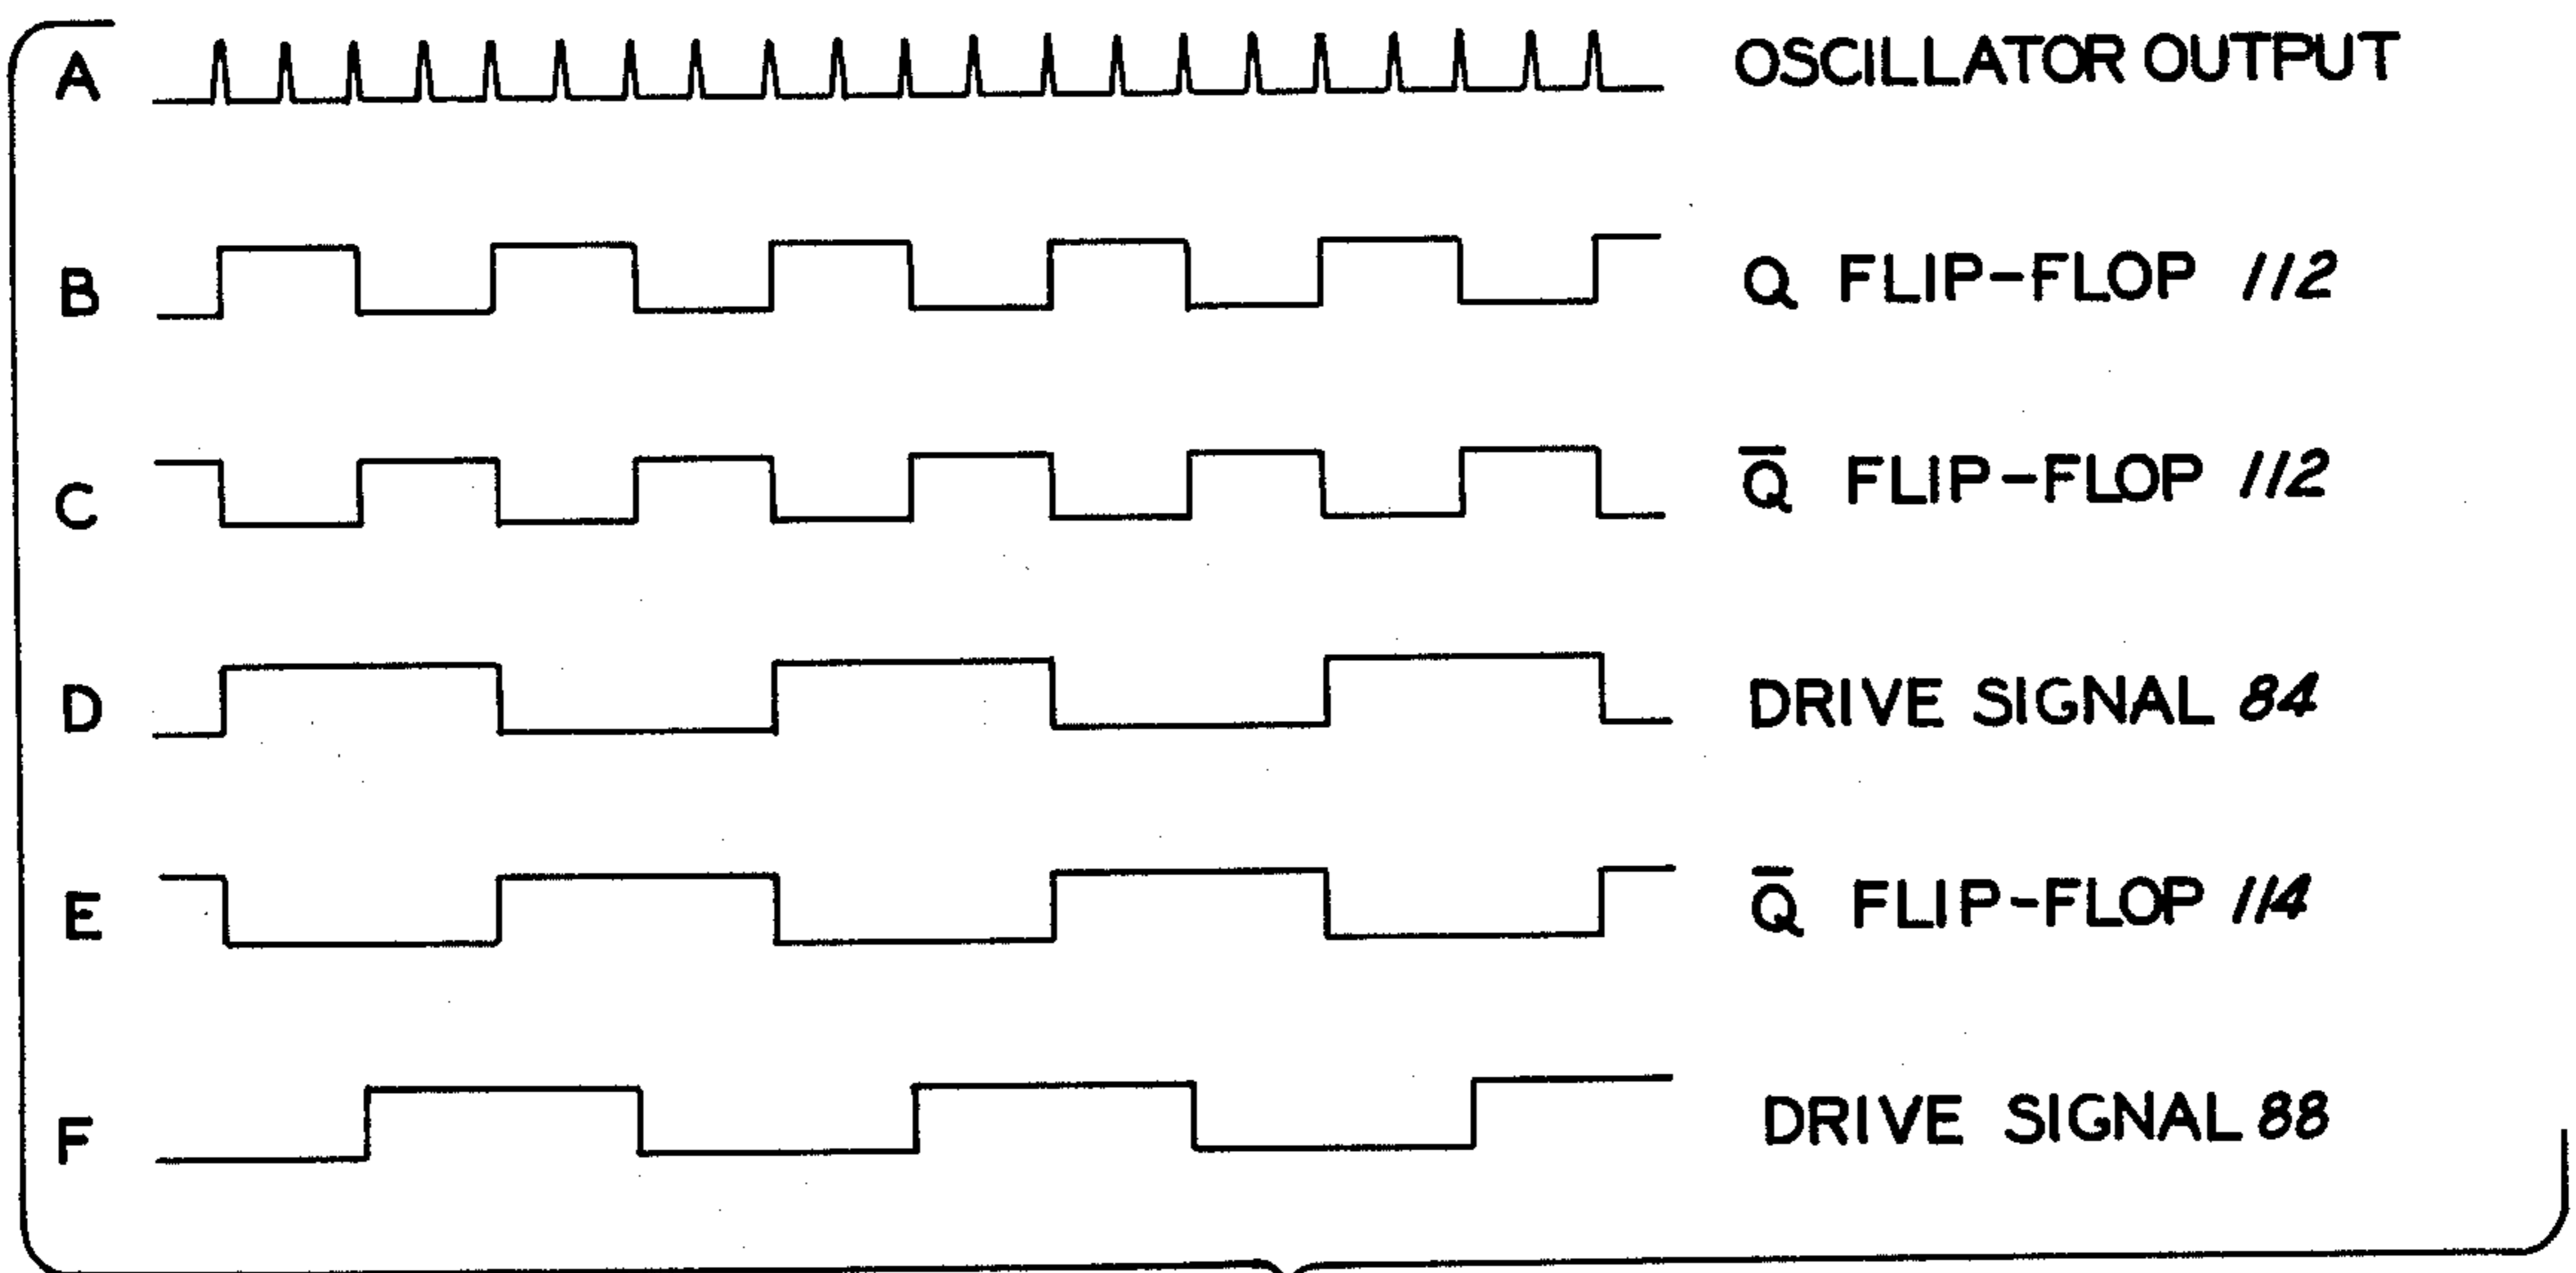 A OSCILLATOR OUTPUT
B Q FLIP-FLOP 112
C Q̅ FLIP-FLOP 112
D DRIVE SIGNAL 84
E Q̅ FLIP-FLOP 114
F DRIVE SIGNAL 88